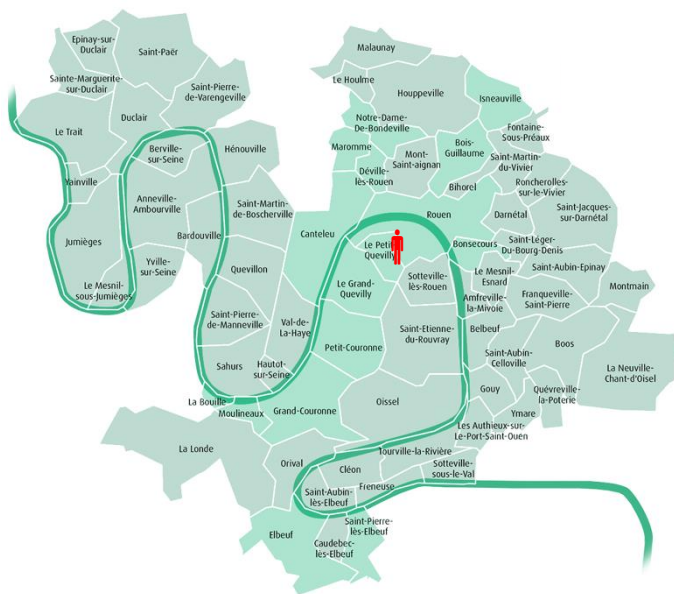 Epinay-sur-
Duclair
Saint-Paër
Sainte-Marguerite-
sur-Duclair
Saint-Pierre-
de-Varengeville
Duclair
Le Trait
Berville-
sur-Seine
Hénouville
Yainville
Anneville-
Ambourville
Saint-Martin-
de-Boscherville
Bardouville
Jumièges
Yville-
sur-Seine
Quevillon
Le Mesnil-
sous-Jumièges
Saint-Pierre-
de-Manneville
Val-de-
La-Haye
Sahurs
Hautot-
sur-Seine
La Bouille
Moulineaux
Malaunay
Le Houlme
Houppeville
Isneauville
Notre-Dame-
De-Bondeville
Fontaine-
Sous-Préaux
Maromme
Mont-
Saint-aignan
Bois-
Guillaume
Saint-Martin-
du-Vivier
Déville-
lès-Rouen
Bihorel
Roncherolles-
sur-le-Vivier
Saint-Jacques-
sur-Darnétal
Rouen
Darnétal
Canteleu
Le Petit
Quevilly
Bonsecours
Saint-Léger-
Du-Bourg-Denis
Saint-Aubin-Epinay
Sotteville-
lès-Rouen
Le Mesnil-
Esnard
Montmain
Le Grand-
Quevilly
Amfreville-
la-Mivoie
Franqueville-
Saint-Pierre
Saint-Etienne-
du-Rouvray
Belbeuf
Boos
Petit-Couronne
Saint-Aubin-
Celloville
La Neuville-
Chant-d'Oisel
Gouy
Quévreville-
la-Poterie
Oissel
Ymare
Grand-Couronne
Les Authieux-sur-
Le-Port-Saint-Ouen
La Londe
Tourville-la-Rivière
Orival
Cléon
Sotteville-
sous-le-Val
Freneuse
Saint-Aubin-
lès-Elbeuf
Saint-Pierre-
lès-Elbeuf
Elbeuf
Caudebec-
lès-Elbeuf